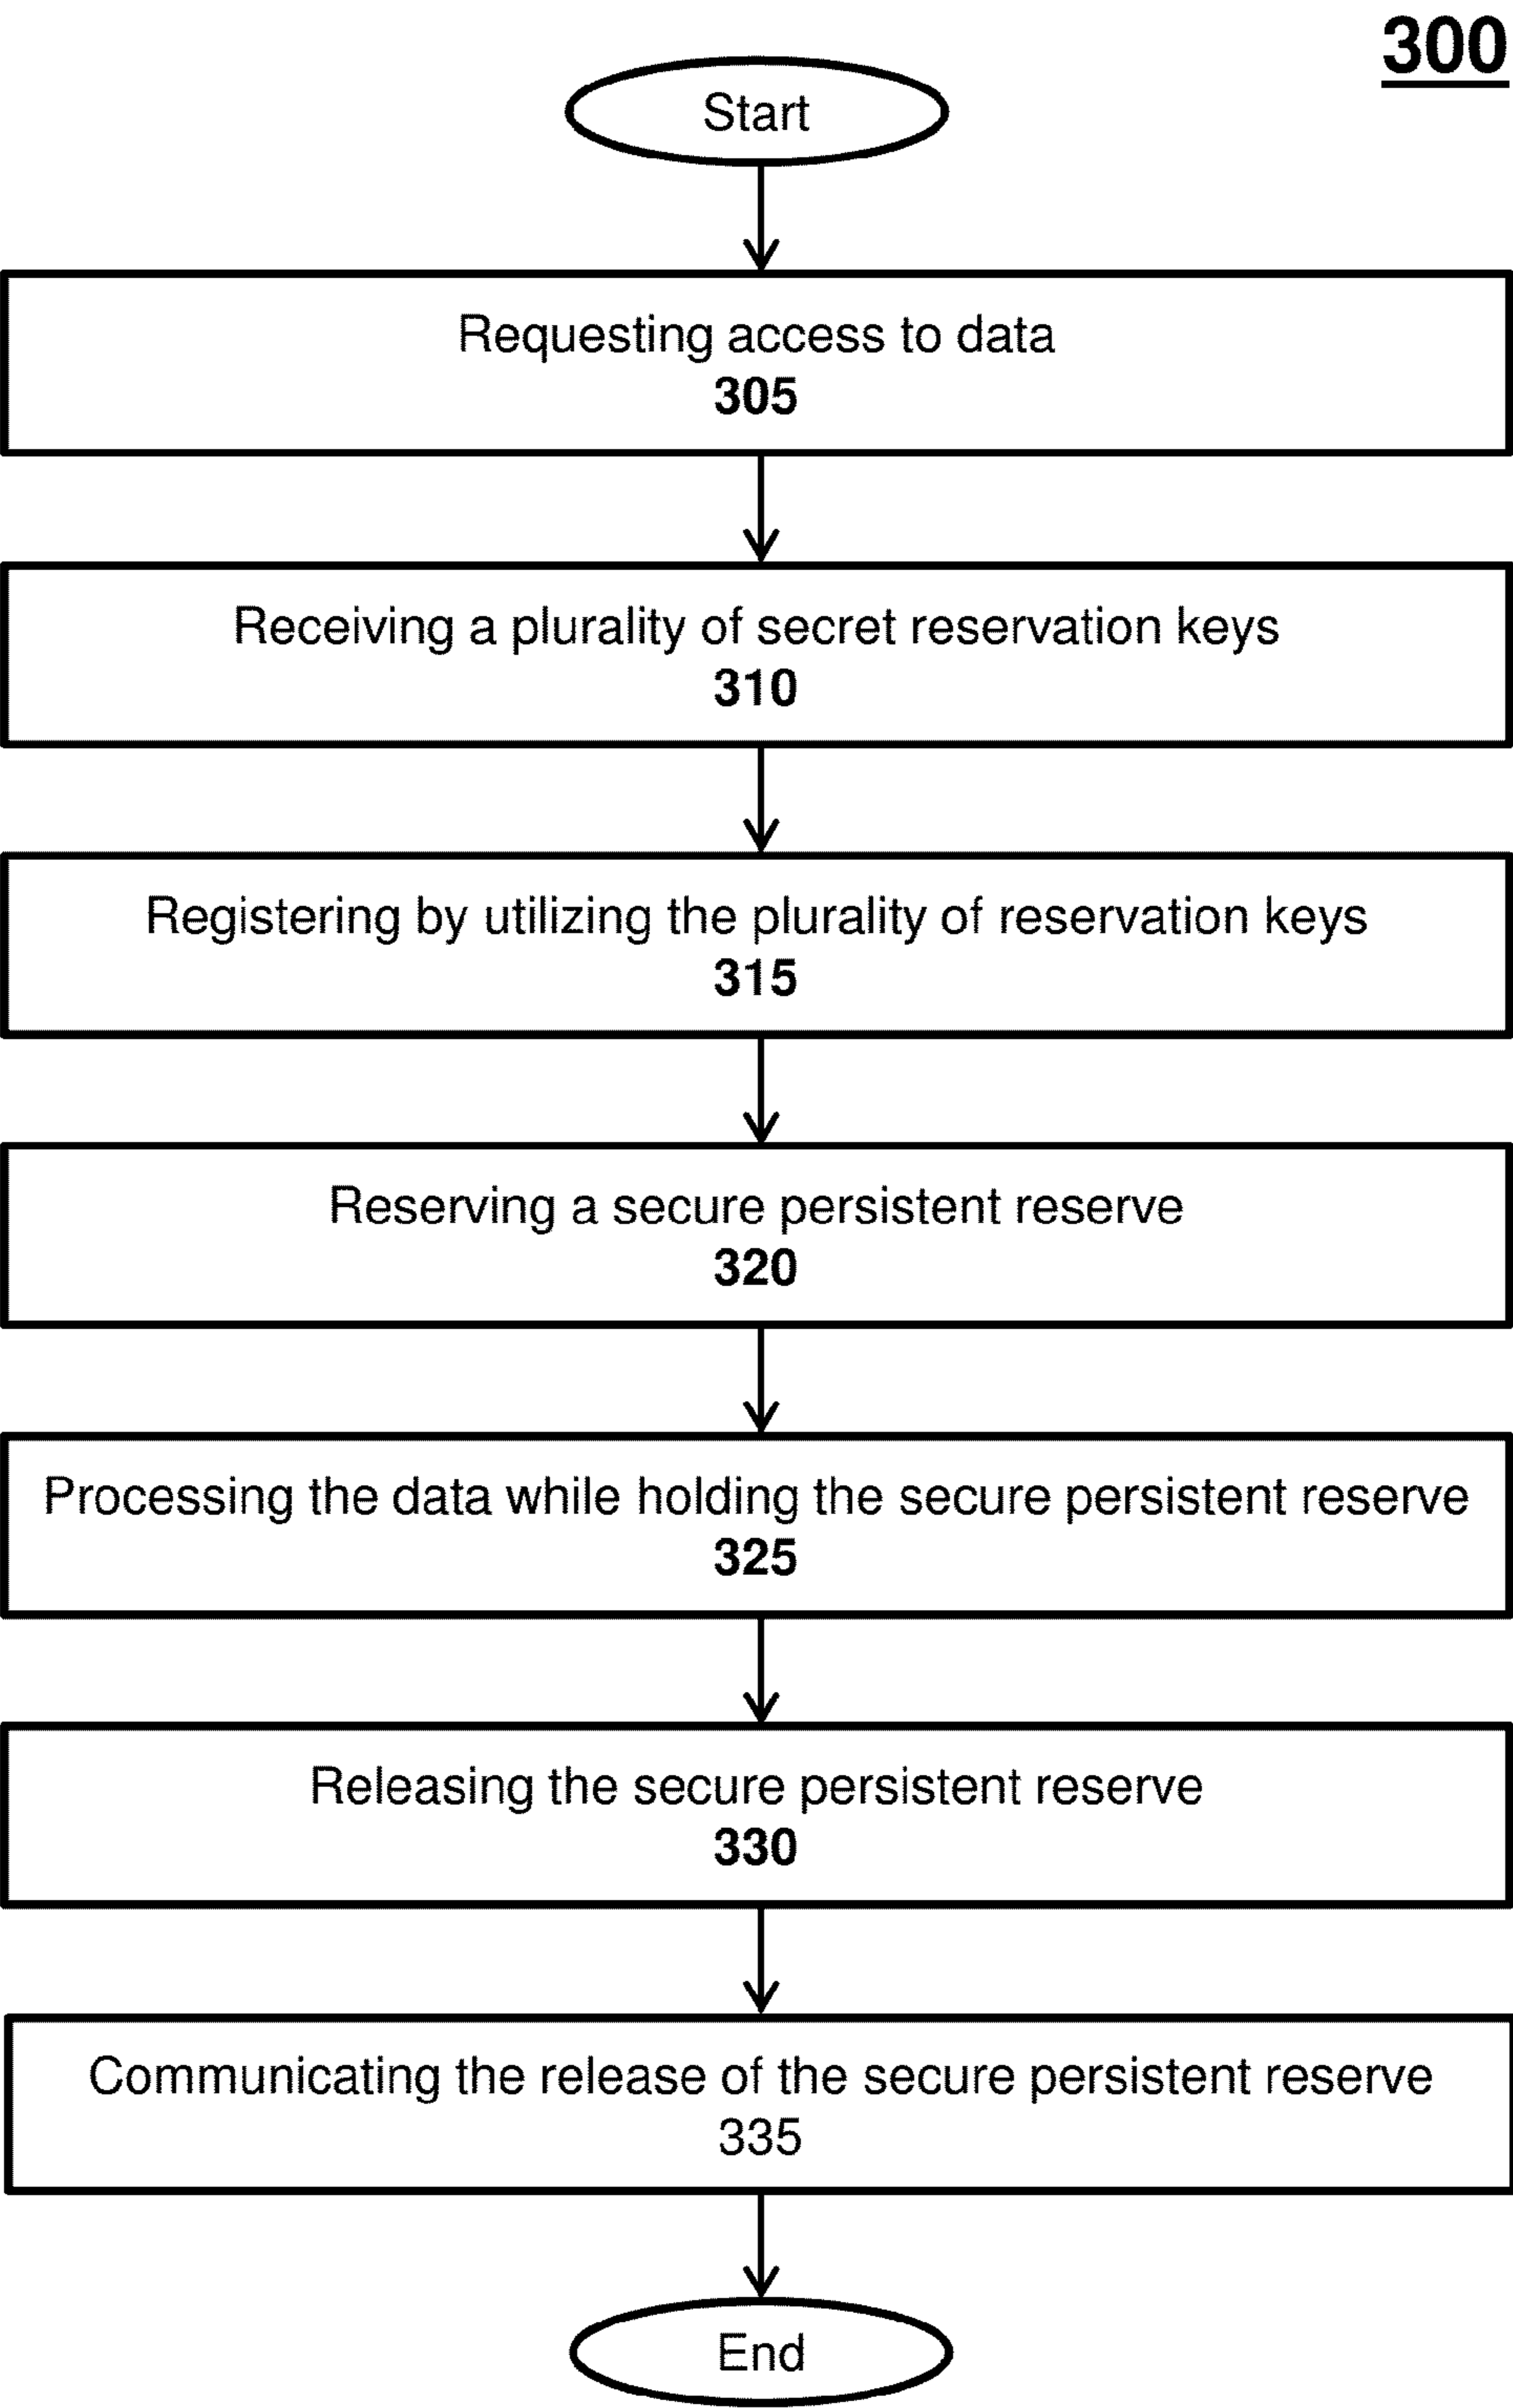 300
Start
Requesting access to data
305
Receiving a plurality of secret reservation keys
310
Registering by utilizing the plurality of reservation keys
315
Reserving a secure persistent reserve
320
Processing the data while holding the secure persistent reserve
325
Releasing the secure persistent reserve
330
Communicating the release of the secure persistent reserve
335
End